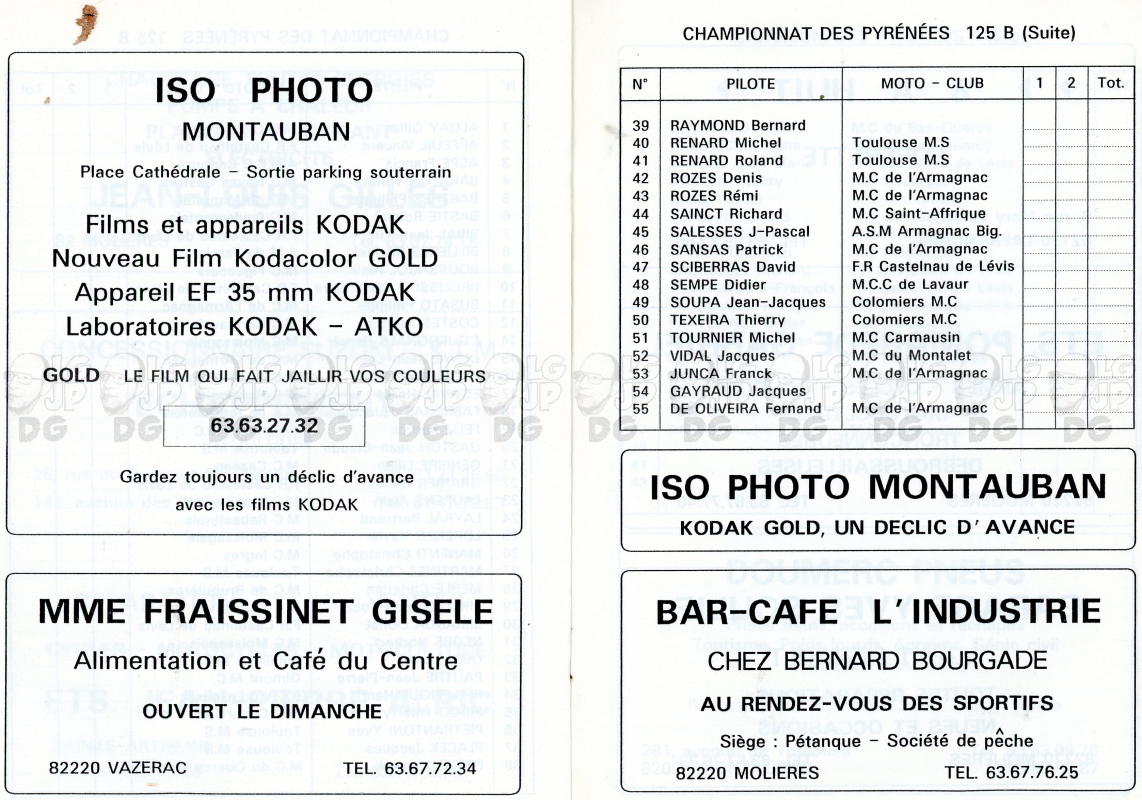 ISO PHOTO
MONTAUBAN
Place Cathédrale – Sortie parking souterrain
Films et appareils KODAK
Nouveau Film Kodacolor GOLD
Appareil EF 35 mm KODAK
Laboratoires KODAK – ATKO
GOLD LE FILM QUI FAIT JAILLIR VOS COULEURS
63.63.27.32
Gardez toujours un déclic d'avance
avec les films KODAK
MME FRAISSINET GISELE
Alimentation et Café du Centre
OUVERT LE DIMANCHE
82220 VAZERAC TEL. 63.67.72.34
CHAMPIONNAT DES PYRÉNÉES 125 B (Suite)
N° PILOTE MOTO – CLUB 1 2 Tot.
39 RAYMOND Bernard
40 RENARD Michel Toulouse M.S
41 RENARD Roland Toulouse M.S
42 ROZES Denis M.C de l'Armagnac
43 ROZES Rémi M.C de l'Armagnac
44 SAINCT Richard M.C Saint-Affrique
45 SALESSES J-Pascal A.S.M Armagnac Big.
46 SANSAS Patrick M.C de l'Armagnac
47 SCIBERRAS David F.R Castelnau de Lévis
48 SEMPE Didier M.C.C de Lavaur
49 SOUPA Jean-Jacques Colomiers M.C
50 TEXEIRA Thierry Colomiers M.C
51 TOURNIER Michel M.C Carmausin
52 VIDAL Jacques M.C du Montalet
53 JUNCA Franck M.C de l'Armagnac
54 GAYRAUD Jacques
55 DE OLIVEIRA Fernand M.C de l'Armagnac
ISO PHOTO MONTAUBAN
KODAK GOLD, UN DECLIC D'AVANCE
BAR-CAFE L'INDUSTRIE
CHEZ BERNARD BOURGADE
AU RENDEZ-VOUS DES SPORTIFS
Siège : Pétanque – Société de pêche
82220 MOLIERES TEL. 63.67.76.25